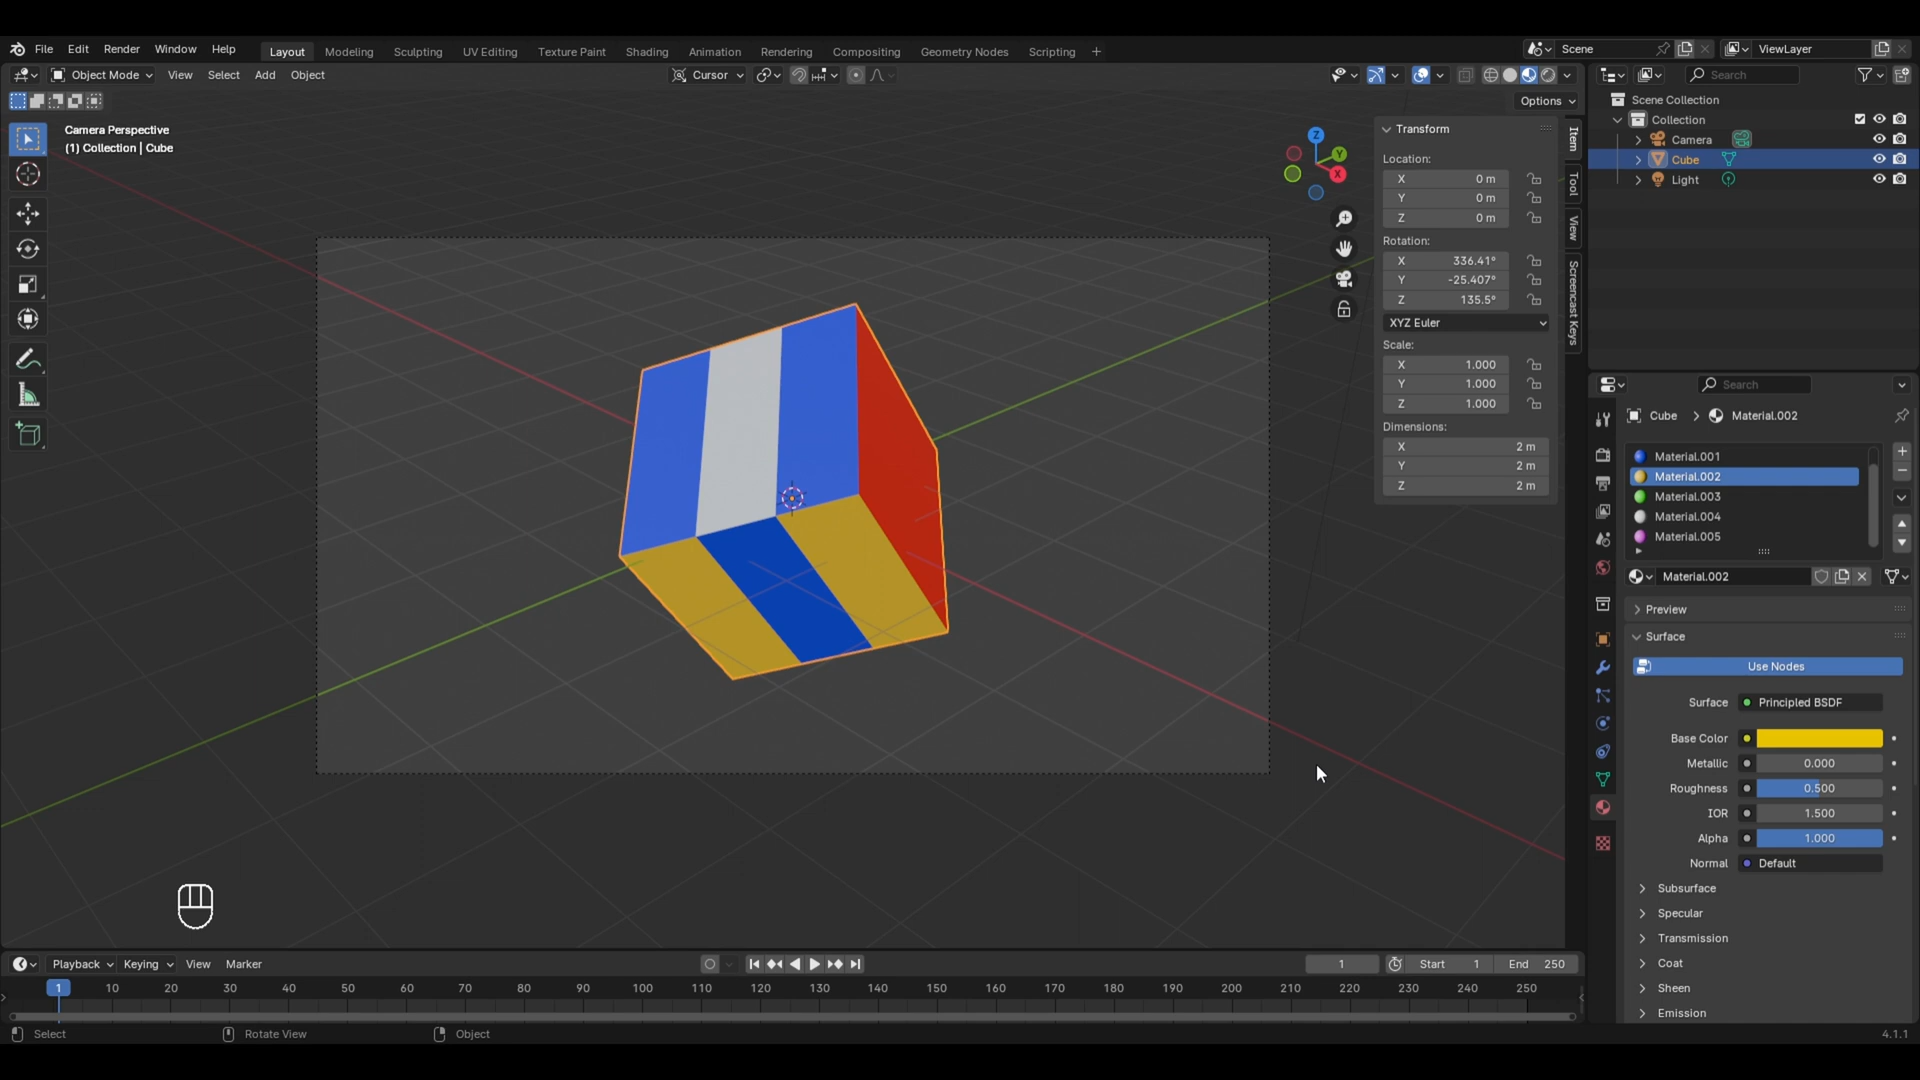 File Edit Render Window Help Layout Modeling Sculpting UV Editing Texture Paint Shading Animation Rendering Compositing Geometry Nodes Scripting + Scene ViewLayer
Object Mode View Select Add Object Cursor Search
Options
Camera Perspective
(1) Collection | Cube
Z
Y
X
Transform
Location:
X 0 m
Y 0 m
Z 0 m
Rotation:
X 336.41°
Y -25.407°
Z 135.5°
XYZ Euler
Scale:
X 1.000
Y 1.000
Z 1.000
Dimensions:
X 2 m
Y 2 m
Z 2 m
Item
Tool
View
Screencast Keys
Scene Collection
Collection
Camera
Cube
Light
Search
Cube > Material.002
Material.001
Material.002
Material.003
Material.004
Material.005
Material.002
Preview
Surface
Use Nodes
Surface Principled BSDF
Base Color
Metallic 0.000
Roughness 0.500
IOR 1.500
Alpha 1.000
Normal Default
Subsurface
Specular
Transmission
Coat
Sheen
Emission
Playback Keying View Marker 1 Start 1 End 250
1 10 20 30 40 50 60 70 80 90 100 110 120 130 140 150 160 170 180 190 200 210 220 230 240 250
Select Rotate View Object 4.1.1